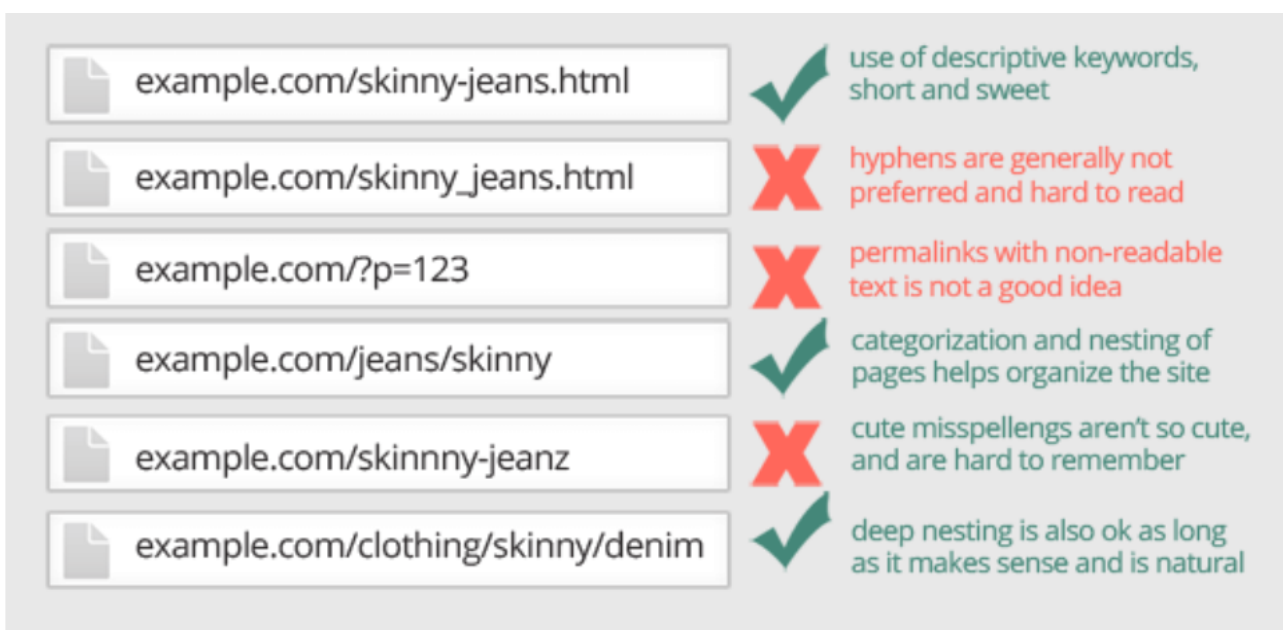 example.com/skinny-jeans.html
use of descriptive keywords,
short and sweet
example.com/skinny_jeans.html
hyphens are generally not
preferred and hard to read
example.com/?p=123
permalinks with non-readable
text is not a good idea
example.com/jeans/skinny
categorization and nesting of
pages helps organize the site
example.com/skinnny-jeanz
cute misspellengs aren't so cute,
and are hard to remember
example.com/clothing/skinny/denim
deep nesting is also ok as long
as it makes sense and is natural